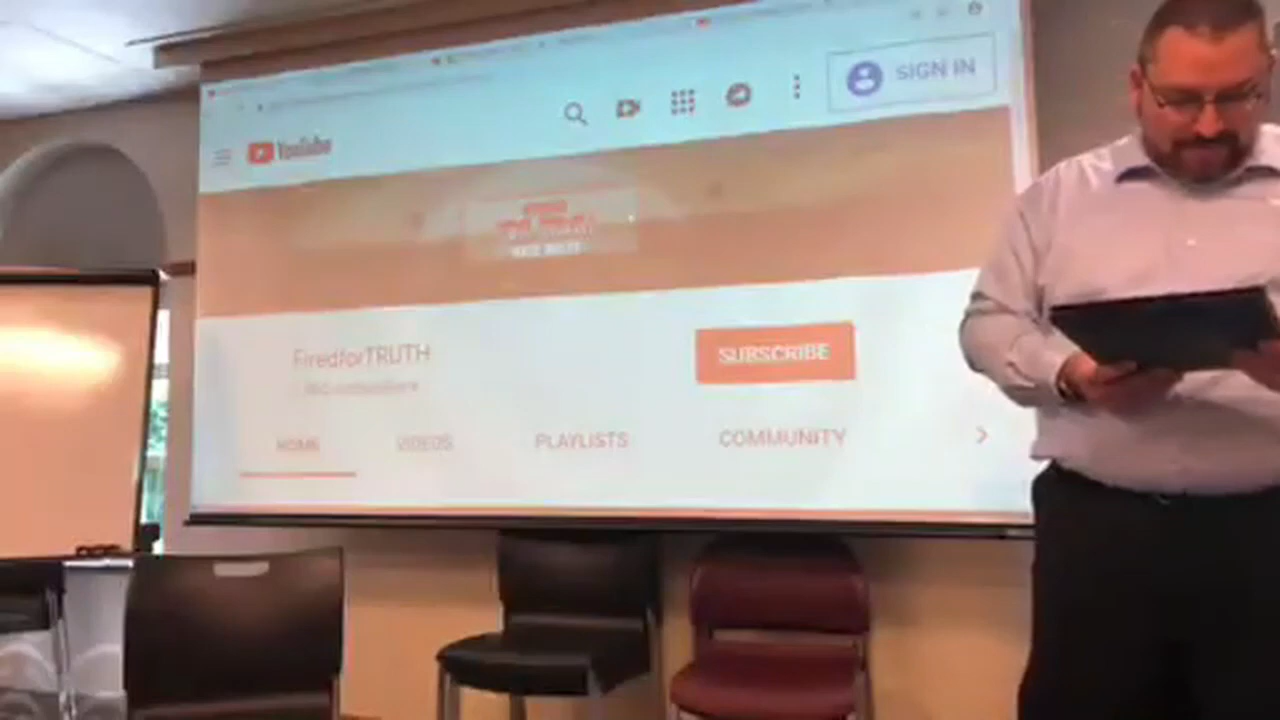 SIGN IN
YouTube
FiredforTRUTH
SUBSCRIBE
HOME
VIDEOS
PLAYLISTS
COMMUNITY